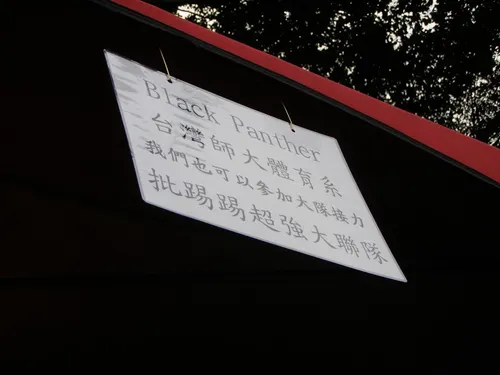 Black Panther
台灣師大體育系
我們也可以參加大隊接力
批踢踢超強大聯隊